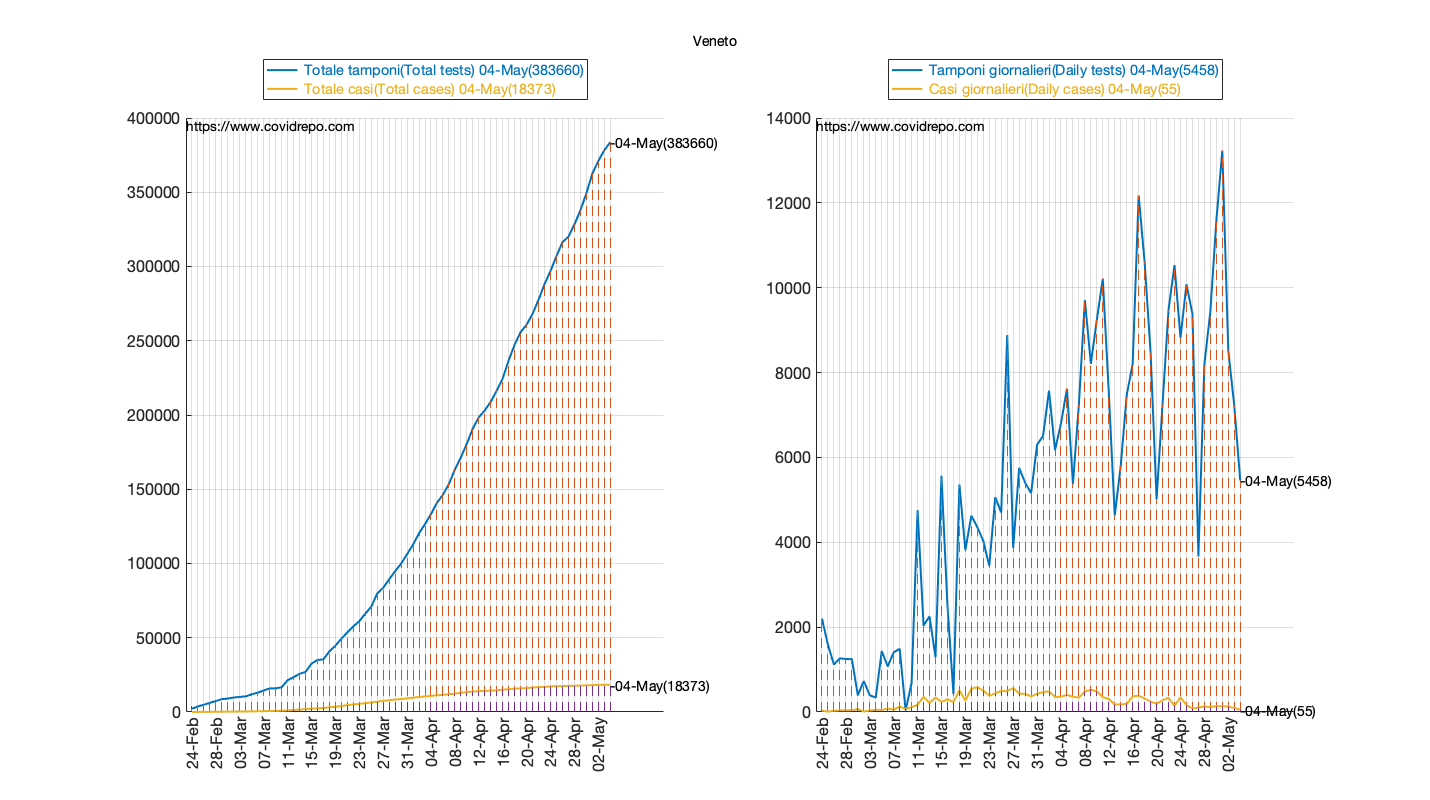 Veneto
Totale tamponi(Total tests) 04-May(383660)
Totale casi(Total cases) 04-May(18373)
https://www.covidrepo.com
400000
350000
300000
250000
200000
150000
100000
50000
0
04-May(383660)
04-May(18373)
24-Feb
28-Feb
03-Mar
07-Mar
11-Mar
15-Mar
19-Mar
23-Mar
27-Mar
31-Mar
04-Apr
08-Apr
12-Apr
16-Apr
20-Apr
24-Apr
28-Apr
02-May
Tamponi giornalieri(Daily tests) 04-May(5458)
Casi giornalieri(Daily cases) 04-May(55)
https://www.covidrepo.com
14000
12000
10000
8000
6000
4000
2000
0
04-May(5458)
04-May(55)
24-Feb
28-Feb
03-Mar
07-Mar
11-Mar
15-Mar
19-Mar
23-Mar
27-Mar
31-Mar
04-Apr
08-Apr
12-Apr
16-Apr
20-Apr
24-Apr
28-Apr
02-May